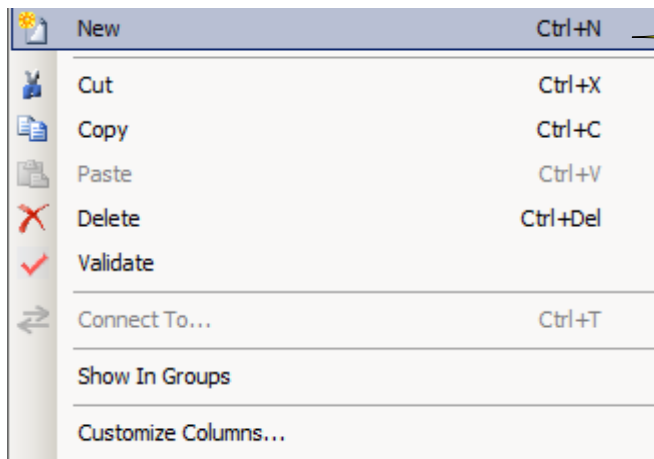 New Ctrl+N
Cut Ctrl+X
Copy Ctrl+C
Paste Ctrl+V
Delete Ctrl+Del
Validate
Connect To... Ctrl+T
Show In Groups
Customize Columns...